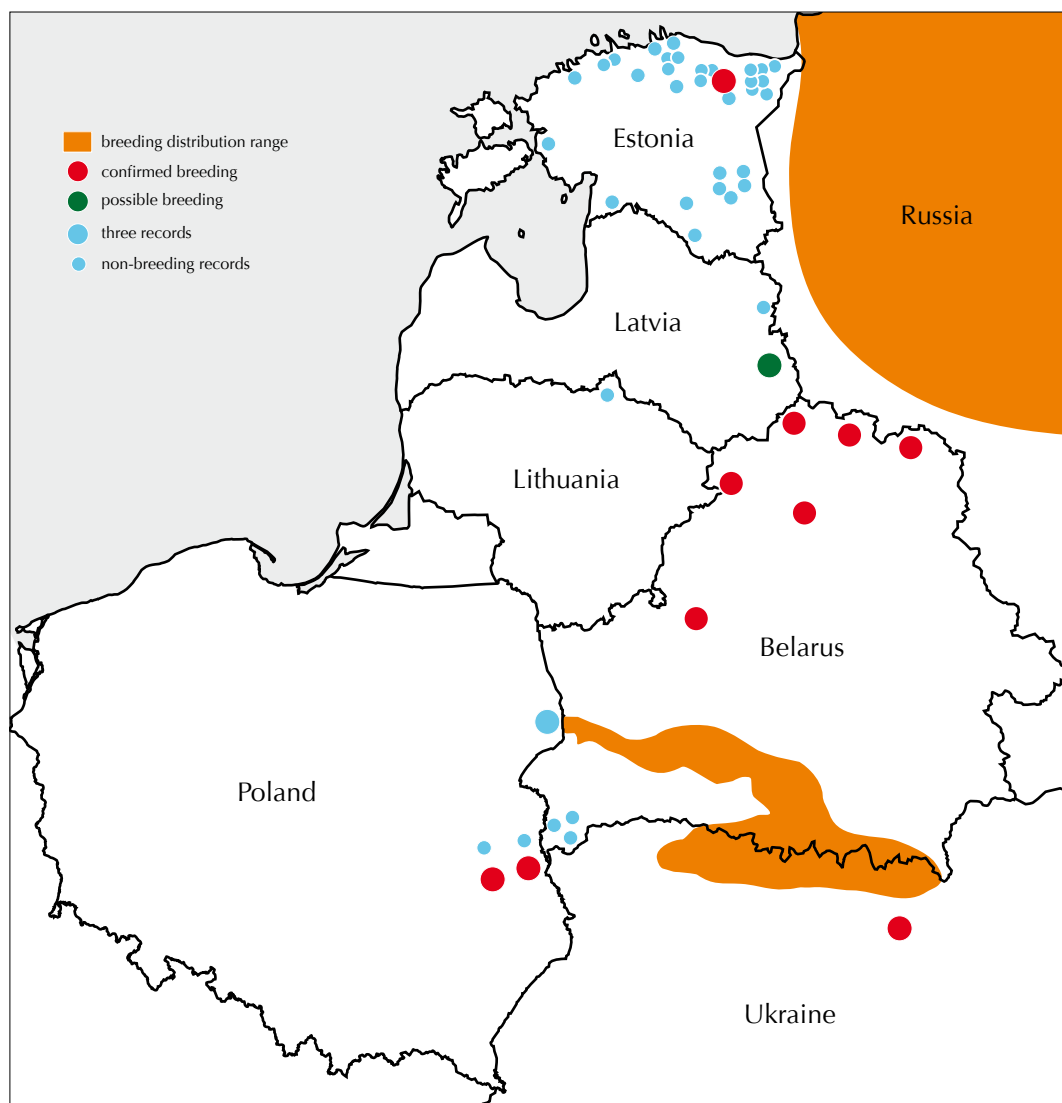 breeding distribution range
confirmed breeding
possible breeding
three records
non-breeding records
Estonia
Russia
Latvia
Lithuania
Belarus
Poland
Ukraine